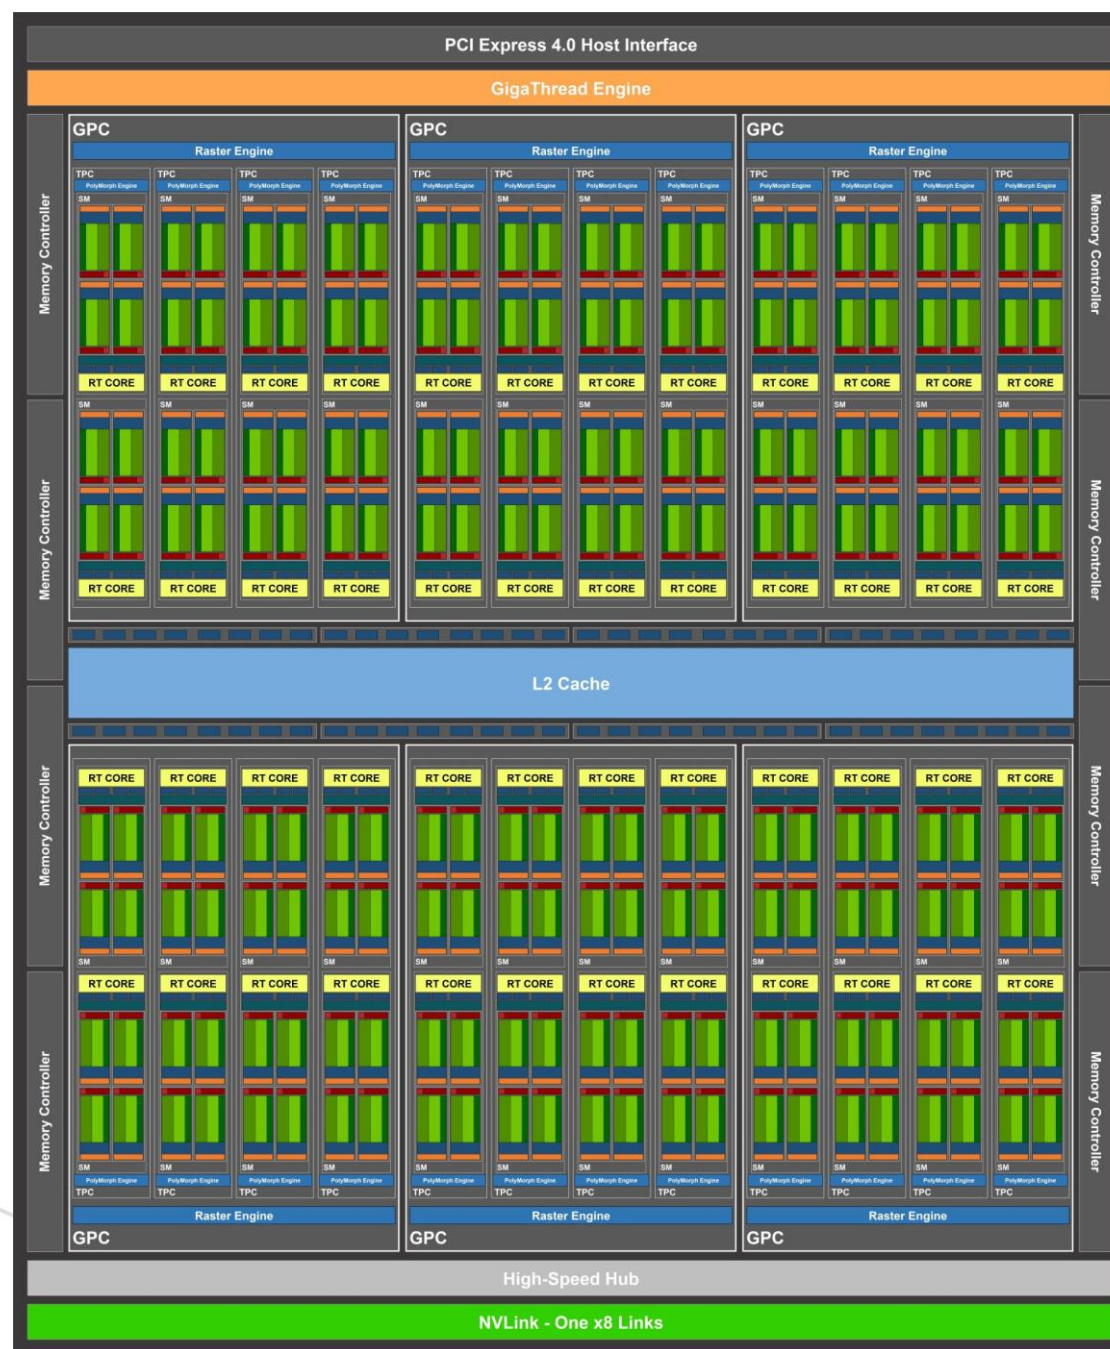 PCI Express 4.0 Host Interface
GigaThread Engine
GPC GPC GPC
Raster Engine Raster Engine Raster Engine
TPC TPC TPC TPC TPC TPC TPC TPC TPC TPC TPC TPC
PolyMorph Engine PolyMorph Engine PolyMorph Engine PolyMorph Engine PolyMorph Engine PolyMorph Engine PolyMorph Engine PolyMorph Engine PolyMorph Engine PolyMorph Engine PolyMorph Engine PolyMorph Engine
SM SM SM SM SM SM SM SM SM SM SM SM
Memory Controller Memory Controller
RT CORE RT CORE RT CORE RT CORE RT CORE RT CORE RT CORE RT CORE RT CORE RT CORE RT CORE RT CORE
SM SM SM SM SM SM SM SM SM SM SM SM
Memory Controller Memory Controller
RT CORE RT CORE RT CORE RT CORE RT CORE RT CORE RT CORE RT CORE RT CORE RT CORE RT CORE RT CORE
L2 Cache
RT CORE RT CORE RT CORE RT CORE RT CORE RT CORE RT CORE RT CORE RT CORE RT CORE RT CORE RT CORE
Memory Controller Memory Controller
SM SM SM SM SM SM SM SM SM SM SM SM
RT CORE RT CORE RT CORE RT CORE RT CORE RT CORE RT CORE RT CORE RT CORE RT CORE RT CORE RT CORE
Memory Controller Memory Controller
SM SM SM SM SM SM SM SM SM SM SM SM
PolyMorph Engine PolyMorph Engine PolyMorph Engine PolyMorph Engine PolyMorph Engine PolyMorph Engine PolyMorph Engine PolyMorph Engine PolyMorph Engine PolyMorph Engine PolyMorph Engine PolyMorph Engine
TPC TPC TPC TPC TPC TPC TPC TPC TPC TPC TPC TPC
Raster Engine Raster Engine Raster Engine
GPC GPC GPC
High-Speed Hub
NVLink - One x8 Links